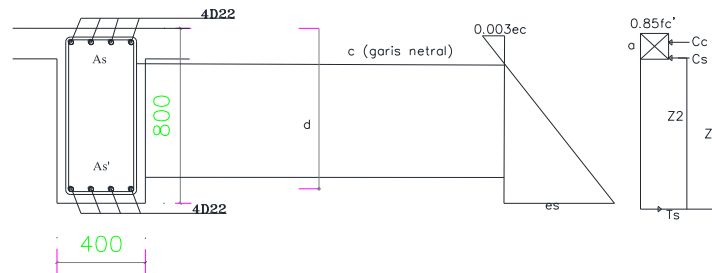 4D22
0.003ec
0.85fc'
c (garis netral)
a
Cc
Cs
As
800
d
Z2
Z
As'
4D22
es
Ts
400